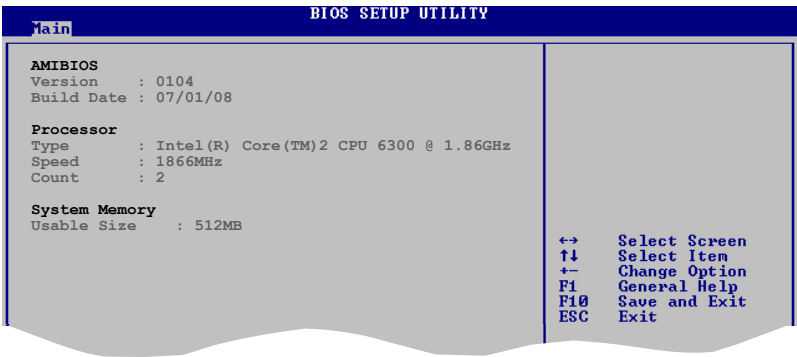 BIOS SETUP UTILITY
Main
AMIBIOS
Version : 0104
Build Date : 07/01/08
Processor
Type : Intel(R) Core(TM)2 CPU 6300 @ 1.86GHz
Speed : 1866MHz
Count : 2
System Memory
Usable Size : 512MB
←→ Select Screen
↑↓ Select Item
+- Change Option
F1 General Help
F10 Save and Exit
ESC Exit